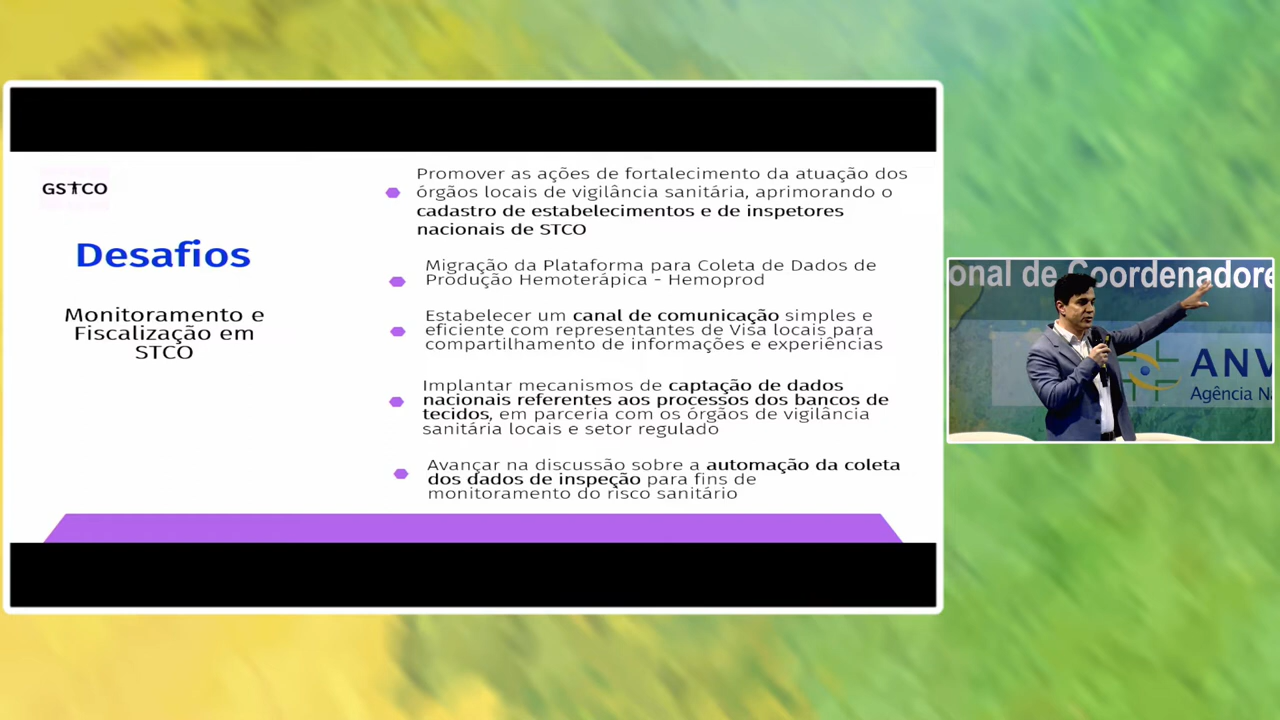 GSTCO
Desafios
Monitoramento e
Fiscalização em
STCO
Promover as ações de fortalecimento da atuação dos
órgãos locais de vigilância sanitária, aprimorando o
cadastro de estabelecimentos e de inspetores
nacionais de STCO
Migração da Plataforma para Coleta de Dados de
Produção Hemoterápica - Hemoprod
Estabelecer um canal de comunicação simples e
eficiente com representantes de Visa locais para
compartilhamento de informações e experiências
Implantar mecanismos de captação de dados
nacionais referentes aos processos dos bancos de
tecidos, em parceria com os órgãos de vigilância
sanitária locais e setor regulado
Avançar na discussão sobre a automação da coleta
dos dados de inspeção para fins de
monitoramento do risco sanitário
onal de Coordenadore
ANV
Agência Na